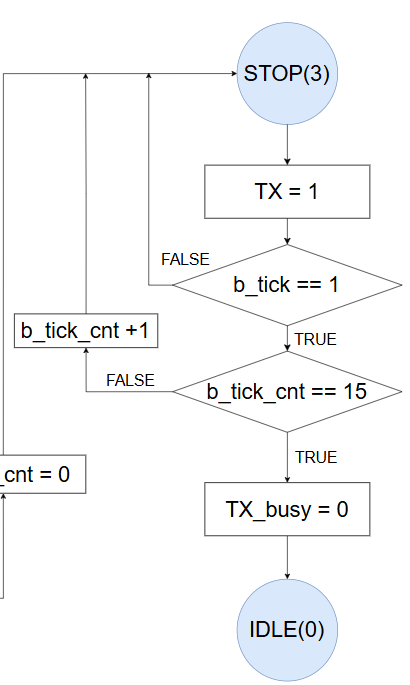 STOP(3)
TX = 1
FALSE
b_tick == 1
b_tick_cnt +1
TRUE
FALSE
b_tick_cnt == 15
TRUE
_cnt = 0
TX_busy = 0
IDLE(0)